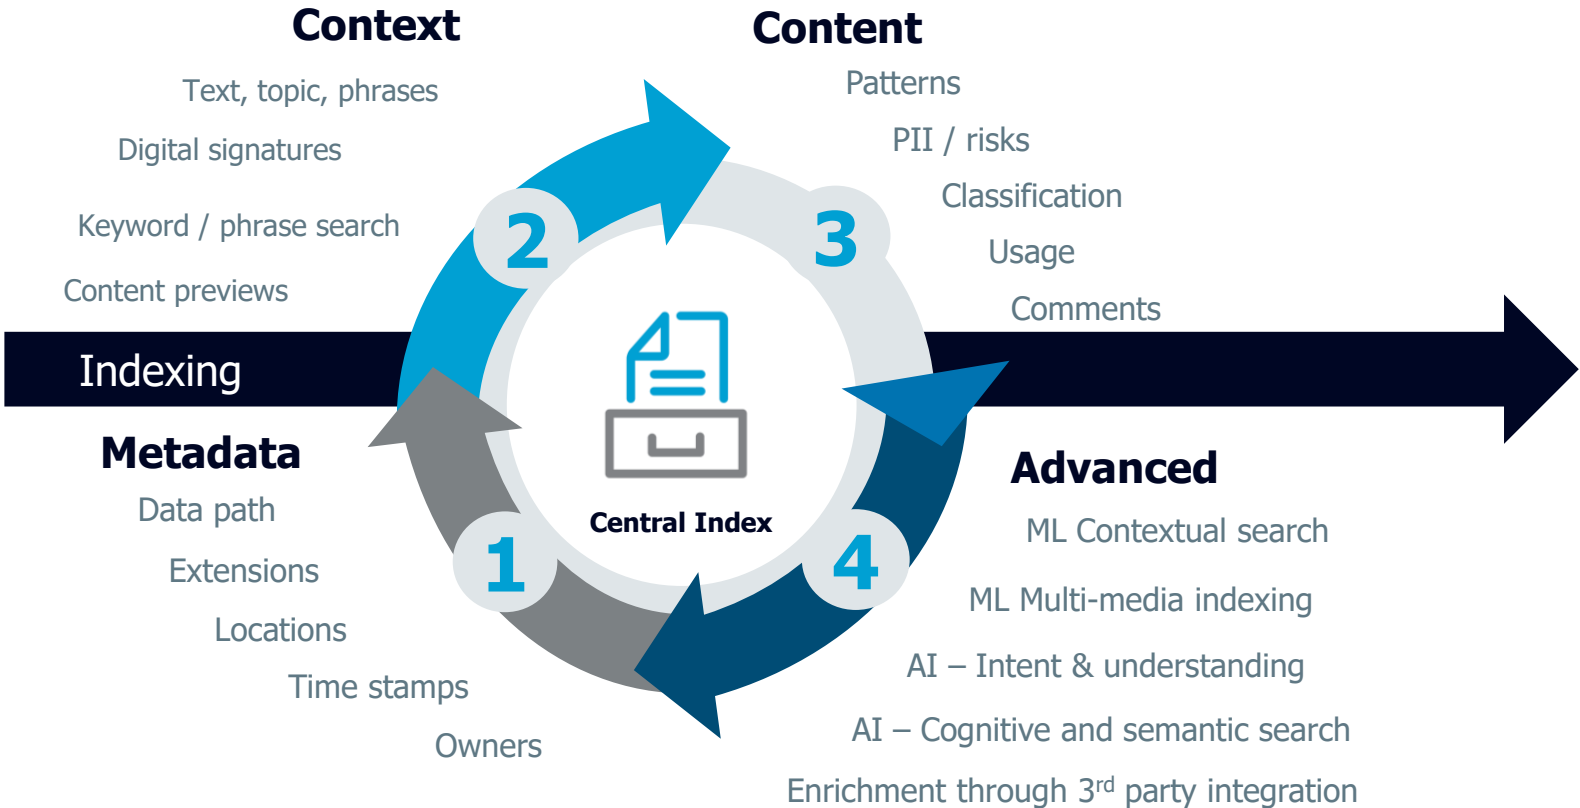 Context
Text, topic, phrases
Digital signatures
Keyword / phrase search
Content previews
Content
Patterns
PII / risks
Classification
Usage
Comments
2
3
Indexing
Central Index
Metadata
Data path
Extensions
Locations
Time stamps
Owners
1
4
Advanced
ML Contextual search
ML Multi-media indexing
AI – Intent & understanding
AI – Cognitive and semantic search
Enrichment through 3rd party integration